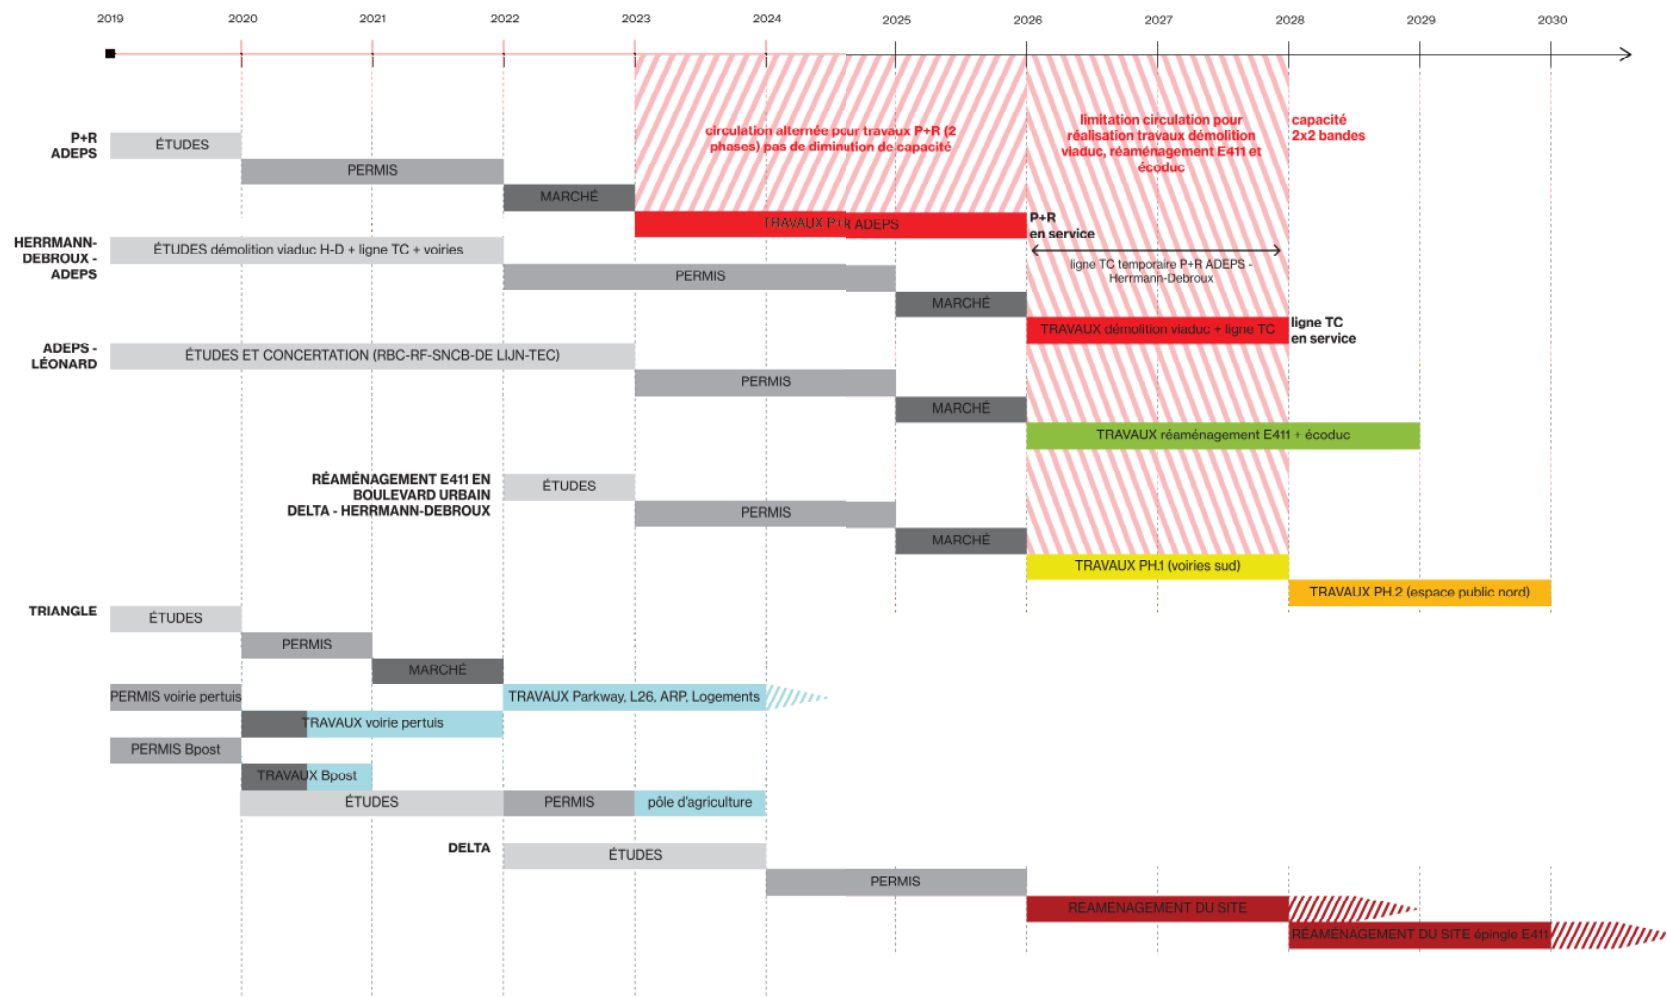 2019 2020 2021 2022 2023 2024 2025 2026 2027 2028 2029 2030
circulation alternée pour travaux P+R (2
phases) pas de diminution de capacité
limitation circulation pour
réalisation travaux démolition
viaduc, réaménagement E411 et
écoduc
capacité
2x2 bandes
P+R
ADEPS
ÉTUDES
PERMIS
MARCHÉ
TRAVAUX P+R ADEPS
P+R
en service
ligne TC temporaire P+R ADEPS -
Herrmann-Debroux
HERRMANN-
DEBROUX -
ADEPS
ÉTUDES démolition viaduc H-D + ligne TC + voiries
PERMIS
MARCHÉ
TRAVAUX démolition viaduc + ligne TC
ligne TC
en service
ADEPS -
LÉONARD
ÉTUDES ET CONCERTATION (RBC-RF-SNCB-DE LIJN-TEC)
PERMIS
MARCHÉ
TRAVAUX réaménagement E411 + écoduc
RÉAMÉNAGEMENT E411 EN
BOULEVARD URBAIN
DELTA - HERRMANN-DEBROUX
ÉTUDES
PERMIS
MARCHÉ
TRAVAUX PH.1 (voiries sud)
TRAVAUX PH.2 (espace public nord)
TRIANGLE
ÉTUDES
PERMIS
MARCHÉ
PERMIS voirie pertuis
TRAVAUX Parkway, L26, ARP, Logements
TRAVAUX voirie pertuis
PERMIS Bpost
TRAVAUX Bpost
ÉTUDES
PERMIS
pôle d'agriculture
DELTA
ÉTUDES
PERMIS
RÉAMÉNAGEMENT DU SITE
RÉAMÉNAGEMENT DU SITE épingle E411